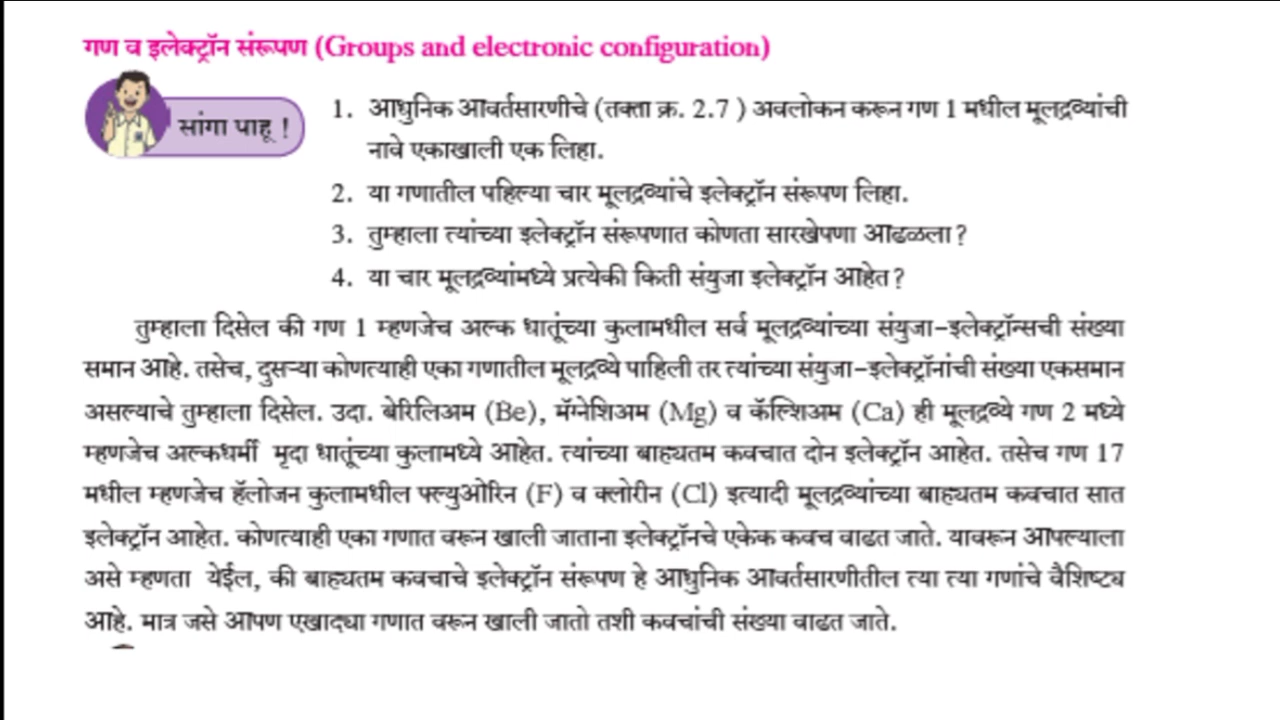 गण व इलेक्ट्रॉन संरूपण (Groups and electronic configuration)
सांगा पाहू !
1. आधुनिक आवर्तसारणीचे (तक्ता क्र. 2.7 ) अवलोकन करून गण 1 मधील मूलद्रव्यांची
नावे एकाखाली एक लिहा.
2. या गणातील पहिल्या चार मूलद्रव्यांचे इलेक्ट्रॉन संरूपण लिहा.
3. तुम्हाला त्यांच्या इलेक्ट्रॉन संरूपणात कोणता सारखेपणा आढळला?
4. या चार मूलद्रव्यांमध्ये प्रत्येकी किती संयुजा इलेक्ट्रॉन आहेत?
तुम्हाला दिसेल की गण 1 म्हणजेच अल्क धातूंच्या कुलामधील सर्व मूलद्रव्यांच्या संयुजा-इलेक्ट्रॉन्सची संख्या
समान आहे. तसेच, दुसऱ्या कोणत्याही एका गणातील मूलद्रव्ये पाहिली तर त्यांच्या संयुजा-इलेक्ट्रॉनांची संख्या एकसमान
असल्याचे तुम्हाला दिसेल. उदा. बेरिलिअम (Be), मॅग्नेशिअम (Mg) व कॅल्शिअम (Ca) ही मूलद्रव्ये गण 2 मध्ये
म्हणजेच अल्कधर्मी मृदा धातूंच्या कुलामध्ये आहेत. त्यांच्या बाह्यतम कवचात दोन इलेक्ट्रॉन आहेत. तसेच गण 17
मधील म्हणजेच हॅलोजन कुलामधील फ्ल्युओरिन (F) व क्लोरीन (Cl) इत्यादी मूलद्रव्यांच्या बाह्यतम कवचात सात
इलेक्ट्रॉन आहेत. कोणत्याही एका गणात वरून खाली जाताना इलेक्ट्रॉनचे एकेक कवच वाढत जाते. यावरून आपल्याला
असे म्हणता येईल, की बाह्यतम कवचाचे इलेक्ट्रॉन संरूपण हे आधुनिक आवर्तसारणीतील त्या त्या गणांचे वैशिष्ट्य
आहे. मात्र जसे आपण एखाद्या गणात वरून खाली जातो तशी कवचांची संख्या वाढत जाते.